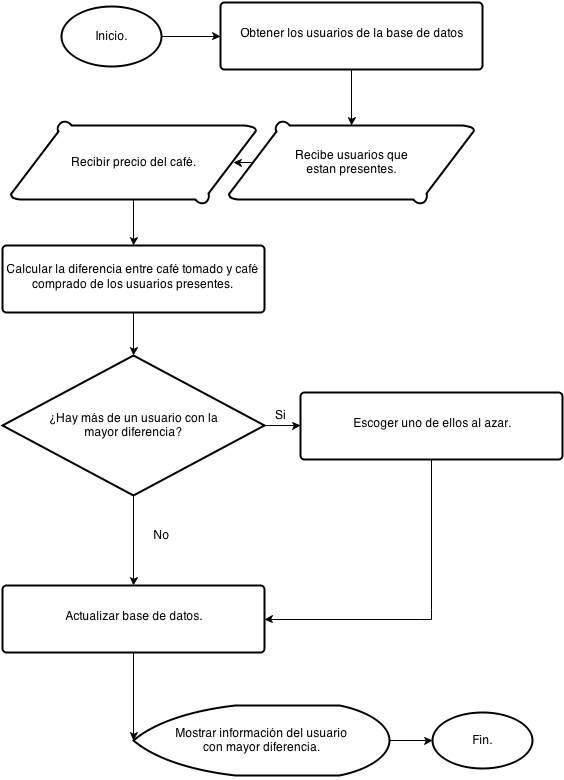 Inicio.
Obtener los usuarios de la base de datos
Recibir precio del café.
Recibe usuarios que
estan presentes.
Calcular la diferencia entre café tomado y café
comprado de los usuarios presentes.
¿Hay más de un usuario con la
mayor diferencia?
Si
Escoger uno de ellos al azar.
No
Actualizar base de datos.
Mostrar información del usuario
con mayor diferencia.
Fin.